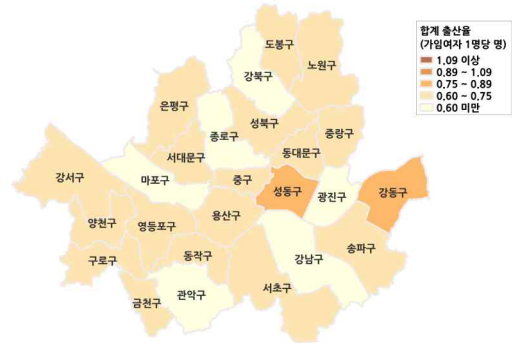 합계 출산율
(가임여자 1명당 명)
1.09 이상
0.89 ~ 1.09
0.75 ~ 0.89
0.60 ~ 0.75
0.60 미만
도봉구
노원구
강북구
은평구
성북구
중랑구
종로구
서대문구
동대문구
강서구
마포구
중구
성동구
광진구
강동구
양천구
영등포구
용산구
송파구
구로구
동작구
강남구
금천구
관악구
서초구